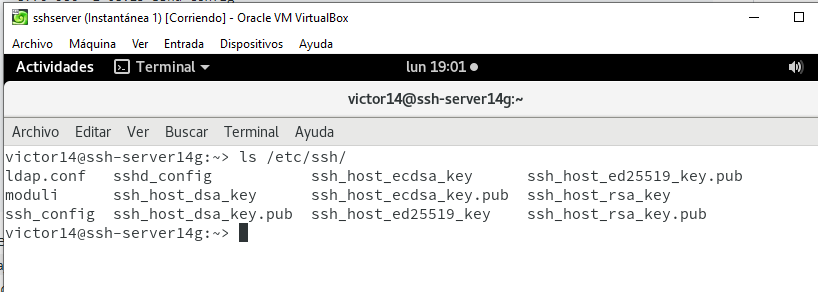 sshserver (Instantánea 1) [Corriendo] - Oracle VM VirtualBox
Archivo Máquina Ver Entrada Dispositivos Ayuda
Actividades Terminal lun 19:01
victor14@ssh-server14g:~
Archivo Editar Ver Buscar Terminal Ayuda
victor14@ssh-server14g:~> ls /etc/ssh/
ldap.conf sshd_config ssh_host_ecdsa_key ssh_host_ed25519_key.pub
moduli ssh_host_dsa_key ssh_host_ecdsa_key.pub ssh_host_rsa_key
ssh_config ssh_host_dsa_key.pub ssh_host_ed25519_key ssh_host_rsa_key.pub
victor14@ssh-server14g:~>